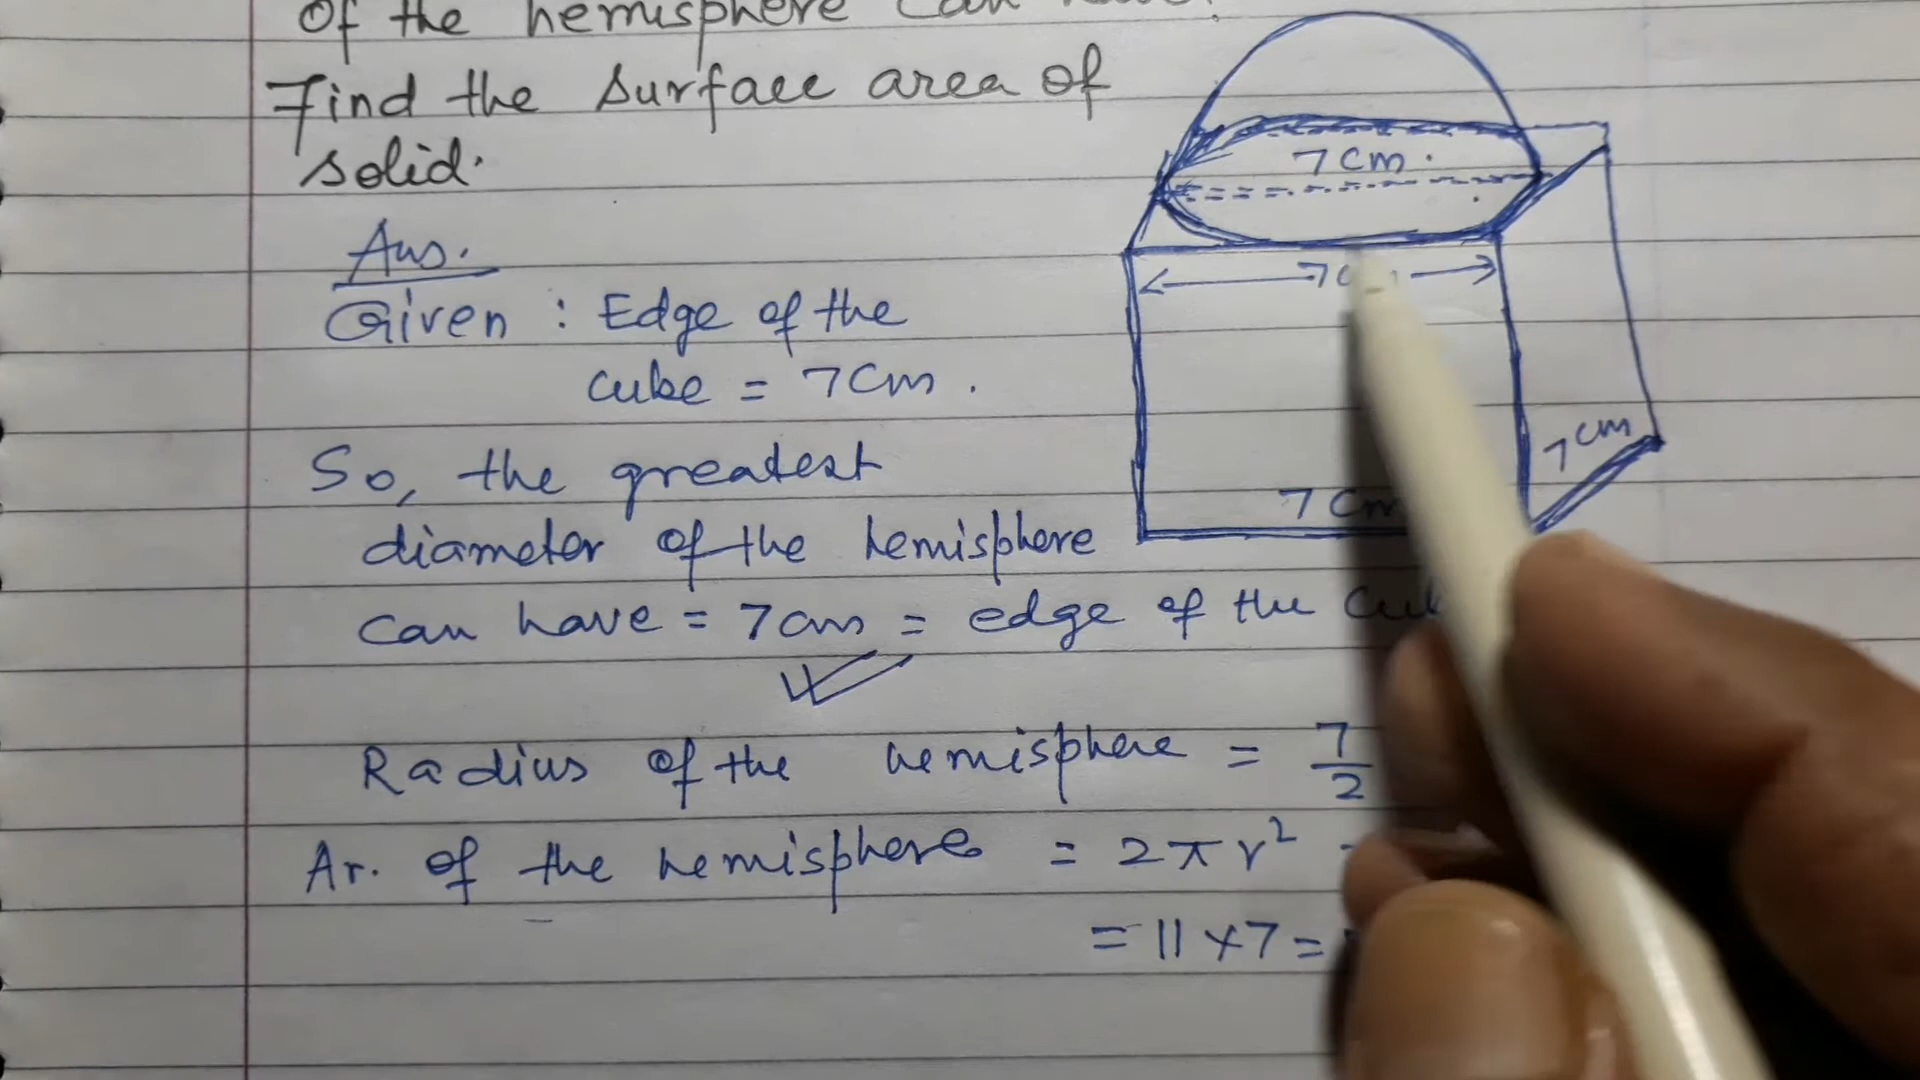 Of the hemisphere can
Find the surface area of
solid.
Ans.
Given : Edge of the
cube = 7cm.
So, the greatest
diameter of the hemisphere
can have = 7cm = edge of the
Radius of the hemisphere = 7/2
Ar. of the hemisphere = 2πr²
= 11 x 7 =
7cm.
7
7cm
7cm